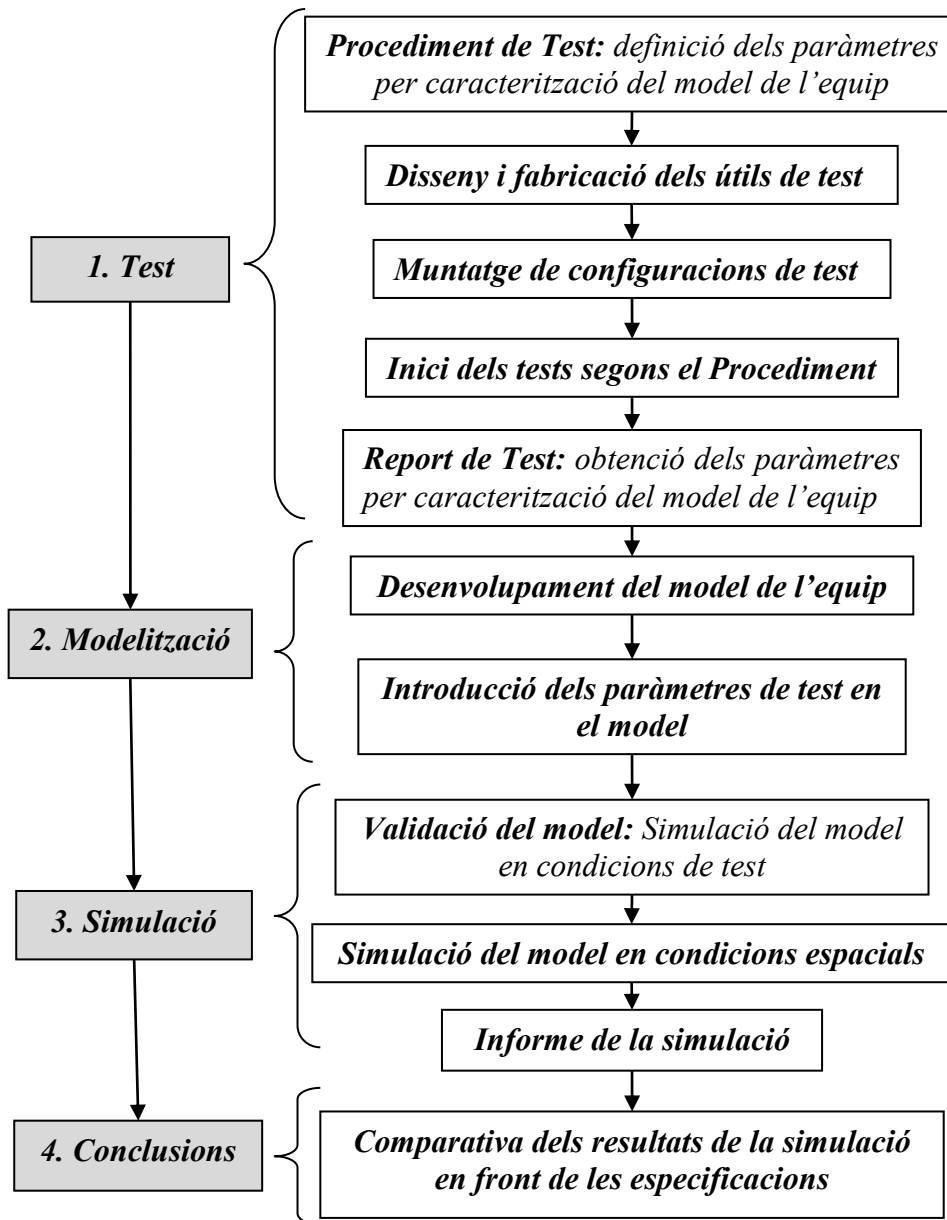 Procediment de Test: definició dels paràmetres
per caracterització del model de l’equip
Disseny i fabricació dels útils de test
1. Test
Muntatge de configuracions de test
Inici dels tests segons el Procediment
Report de Test: obtenció dels paràmetres
per caracterització del model de l’equip
Desenvolupament del model de l’equip
2. Modelització
Introducció dels paràmetres de test en
el model
Validació del model: Simulació del model
en condicions de test
3. Simulació
Simulació del model en condicions espacials
Informe de la simulació
4. Conclusions
Comparativa dels resultats de la simulació
en front de les especificacions